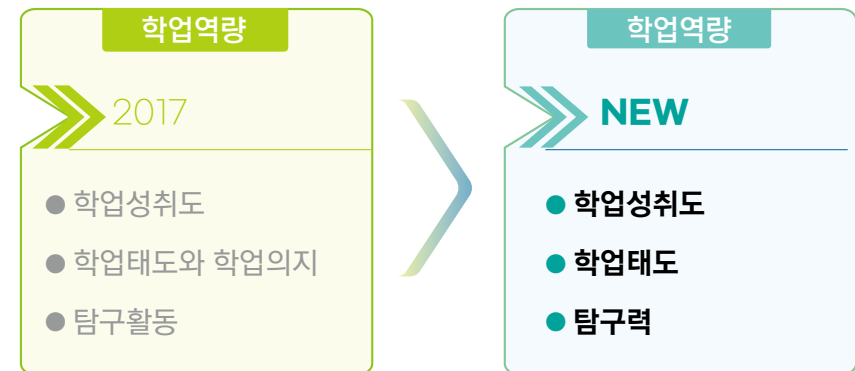 학업역량
2017
● 학업성취도
● 학업태도와 학업의지
● 탐구활동
학업역량
NEW
● 학업성취도
● 학업태도
● 탐구력